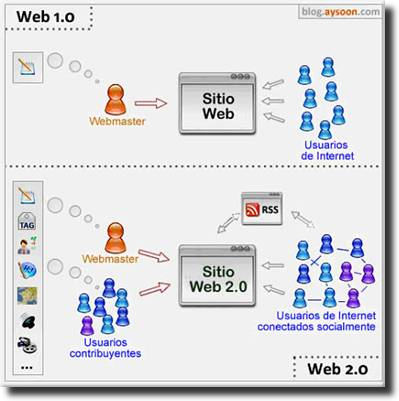 Web 1.0
blog.aysoon.com
Sitio
Web
Webmaster
Usuarios
de Internet
TAG
RSS
Webmaster
Sitio
Web 2.0
Usuarios
contribuyentes
Usuarios de Internet
conectados socialmente
...
Web 2.0